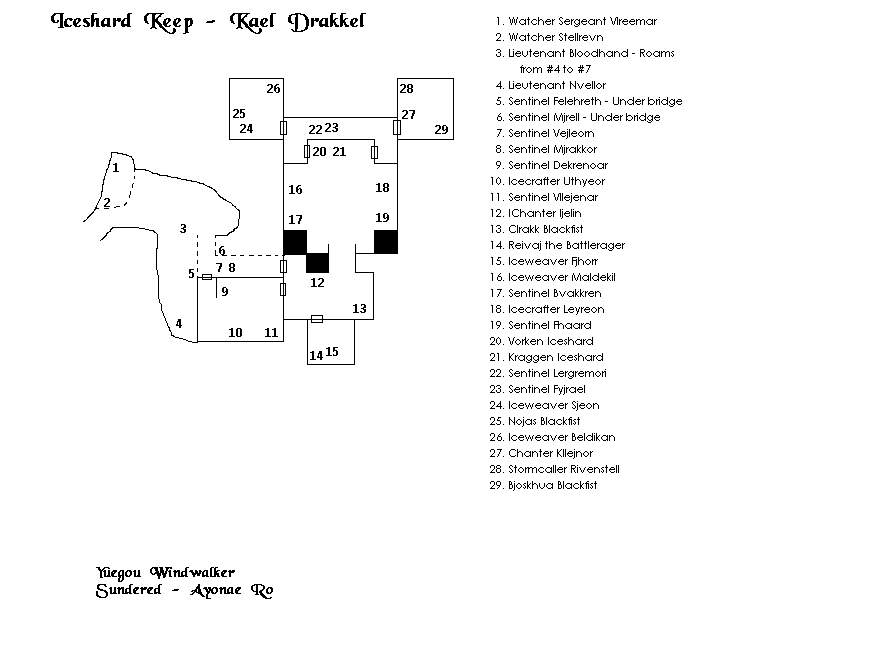 Iceshard Keep - Kael Drakkel
1. Watcher Sergeant Vlreemar
2. Watcher Stellrevn
3. Lieutenant Bloodhand - Roams
from #4 to #7
4. Lieutenant Nvellor
5. Sentinel Felehreth - Under bridge
6. Sentinel Mjrell - Under bridge
7. Sentinel Vejleorn
8. Sentinel Mjrakkor
9. Sentinel Dekrenoar
10. Icecrafter Uthyeor
11. Sentinel Vllejenar
12. IChanter Ijelin
13. Clrakk Blackfist
14. Reivaj the Battlerager
15. Iceweaver Fjhorr
16. Iceweaver Maldekil
17. Sentinel Bvakkren
18. Icecrafter Leyreon
19. Sentinel Fhaard
20. Vorken Iceshard
21. Kraggen Iceshard
22. Sentinel Lergremori
23. Sentinel Fyjrael
24. Iceweaver Sjeon
25. Nojas Blackfist
26. Iceweaver Beldikan
27. Chanter Kllejnor
28. Stormcaller Rivenstell
29. Bjoskhua Blackfist
26
28
25
27
24
22 23
29
20 21
1
16
18
2
17
19
3
6
7 8
5
12
9
13
4
10
11
14 15
Yuegou Windwalker
Sundered - Ayonae Ro